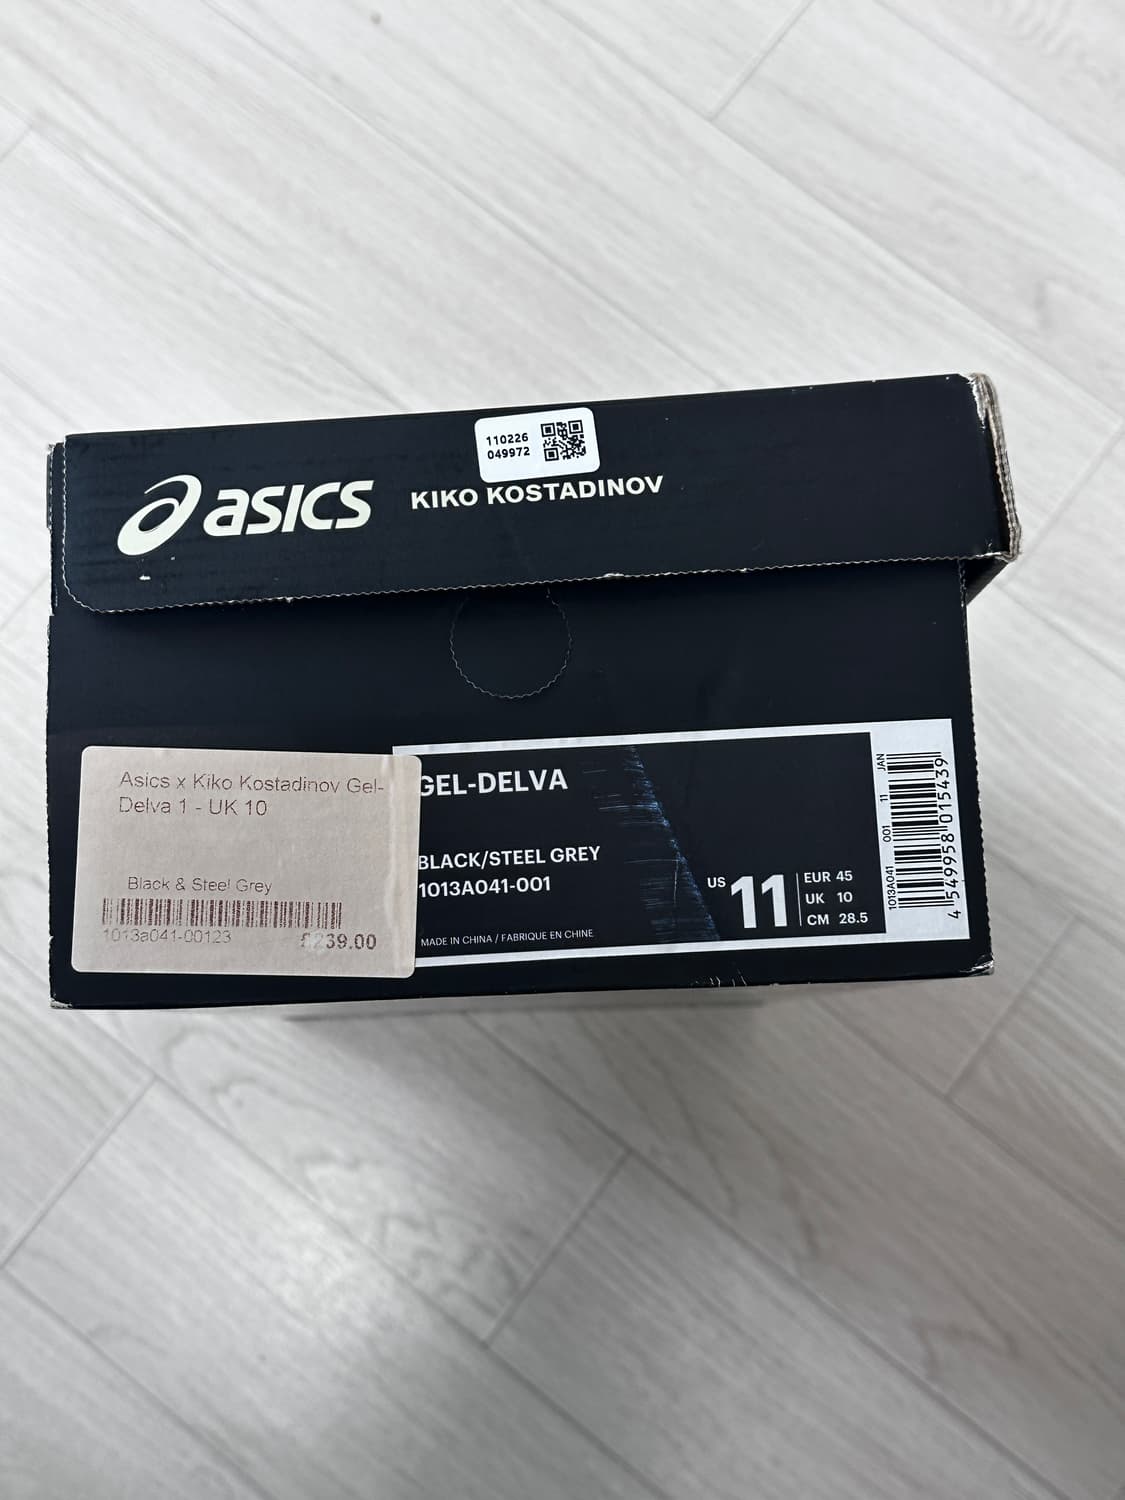 110226
049972
asics
KIKO KOSTADINOV
Asics x Kiko Kostadinov Gel-
Delva 1 - UK 10
Black & Steel Grey
1013a041-00123
£239.00
GEL-DELVA
BLACK/STEEL GREY
1013A041-001
MADE IN CHINA / FABRIQUE EN CHINE
US 11
EUR 45
UK 10
CM 28.5
1013A041 001 11 JAN
4 549958 015439